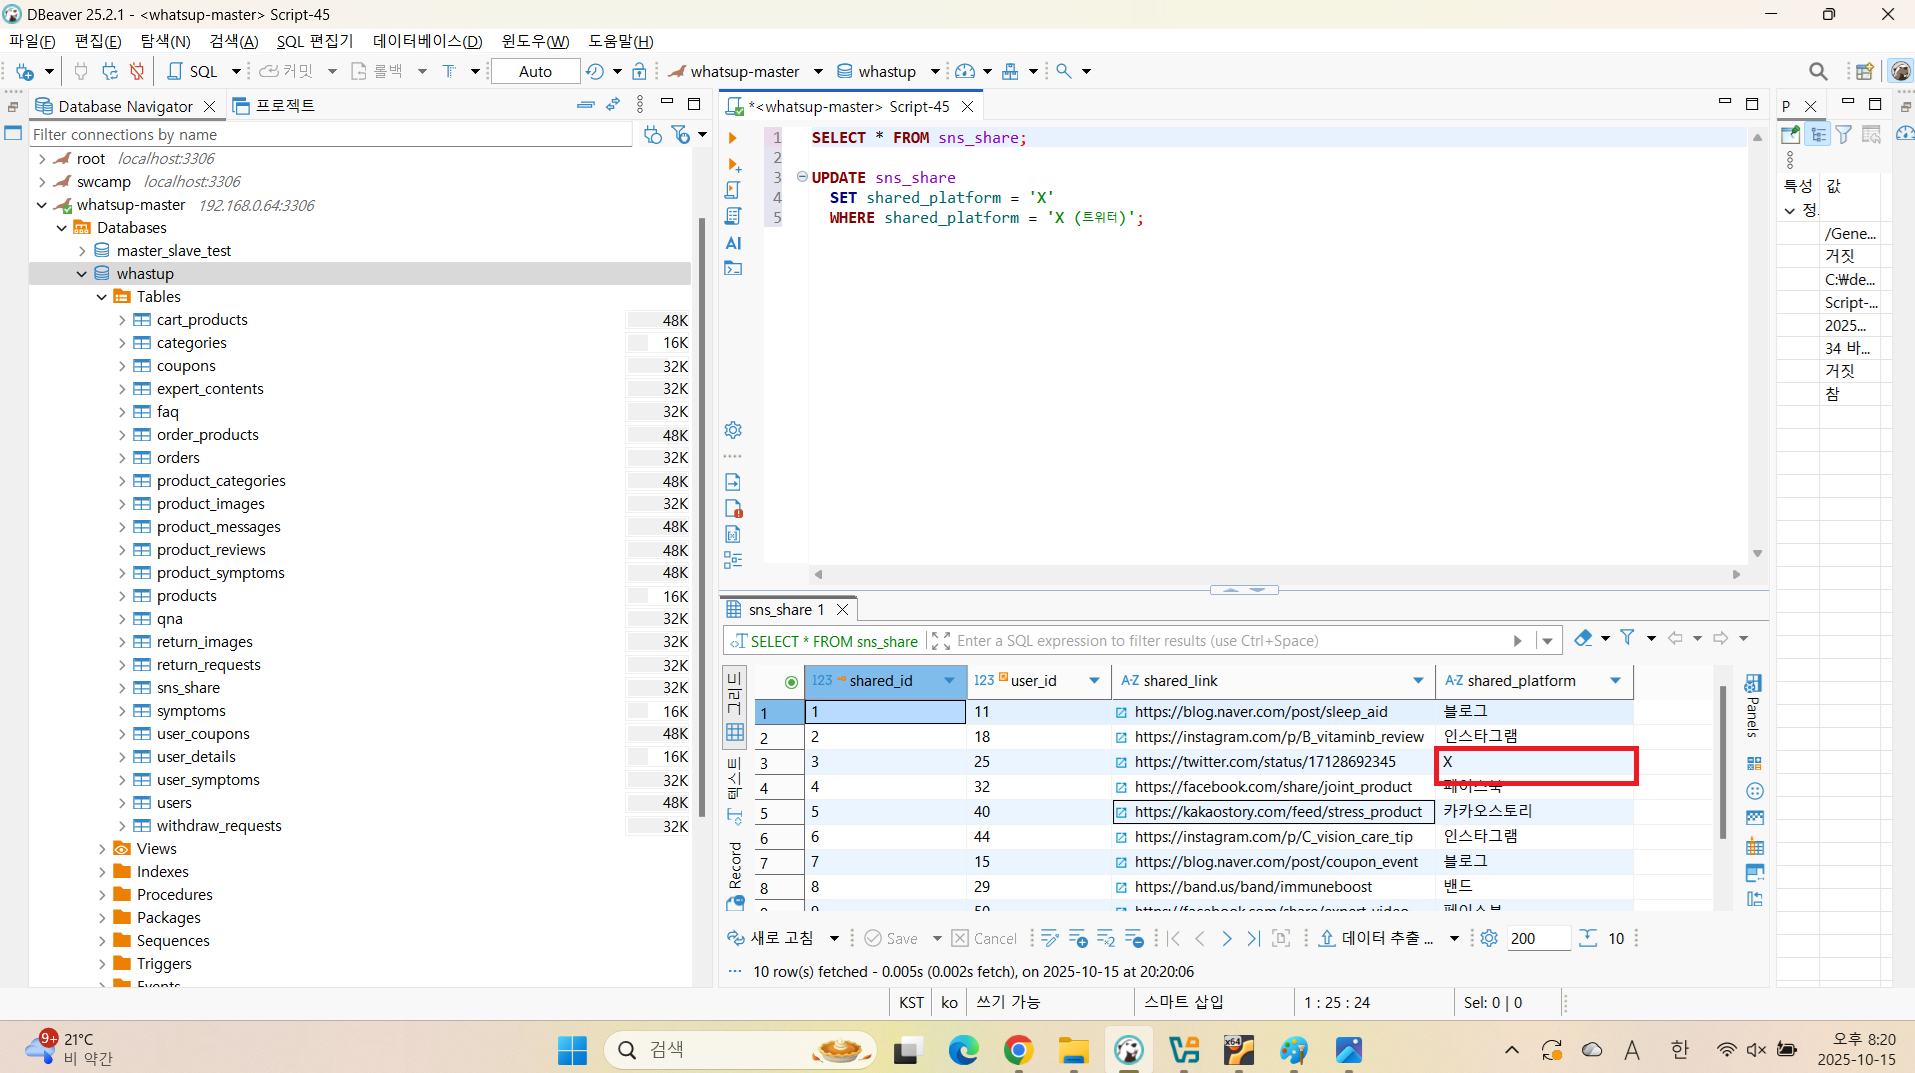 DBeaver 25.2.1 - <whatsup-master> Script-45
파일(F) 편집(E) 탐색(N) 검색(A) SQL 편집기 데이터베이스(D) 윈도우(W) 도움말(H)
SQL 커밋 롤백 T Auto whatsup-master whastup
Database Navigator 프로젝트
Filter connections by name
root localhost:3306
swcamp localhost:3306
whatsup-master 192.168.0.64:3306
Databases
master_slave_test
whastup
Tables
cart_products 48K
categories 16K
coupons 32K
expert_contents 32K
faq 32K
order_products 48K
orders 32K
product_categories 48K
product_images 32K
product_messages 48K
product_reviews 48K
product_symptoms 48K
products 16K
qna 32K
return_images 32K
return_requests 32K
sns_share 32K
symptoms 16K
user_coupons 48K
user_details 16K
user_symptoms 32K
users 48K
withdraw_requests 32K
Views
Indexes
Procedures
Packages
Sequences
Triggers
Events
*<whatsup-master> Script-45
AI
1 SELECT * FROM sns_share;
2
3 UPDATE sns_share
4 SET shared_platform = 'X'
5 WHERE shared_platform = 'X (트위터)';
P
특성 값
정.
/Gene...
거짓
C:₩de...
Script-...
2025...
34 바...
거짓
참
sns_share 1
SELECT * FROM sns_share Enter a SQL expression to filter results (use Ctrl+Space)
그리드
텍스트
Record
123 shared_id 123 user_id A-Z shared_link A-Z shared_platform
1 1 11 https://blog.naver.com/post/sleep_aid 블로그
2 2 18 https://instagram.com/p/B_vitaminb_review 인스타그램
3 3 25 https://twitter.com/status/17128692345 X
4 4 32 https://facebook.com/share/joint_product 페이스북
5 5 40 https://kakaostory.com/feed/stress_product 카카오스토리
6 6 44 https://instagram.com/p/C_vision_care_tip 인스타그램
7 7 15 https://blog.naver.com/post/coupon_event 블로그
8 8 29 https://band.us/band/immuneboost 밴드
9 9 50 https://facebook.com/share/expert_video 페이스북
Panels
새로 고침 Save Cancel 데이터 추출 ... 200 10
10 row(s) fetched - 0.005s (0.002s fetch), on 2025-10-15 at 20:20:06
KST ko 쓰기 가능 스마트 삽입 1 : 25 : 24 Sel: 0 | 0
9+ 21°C
비 약간
검색
x64
A 한
오후 8:20
2025-10-15